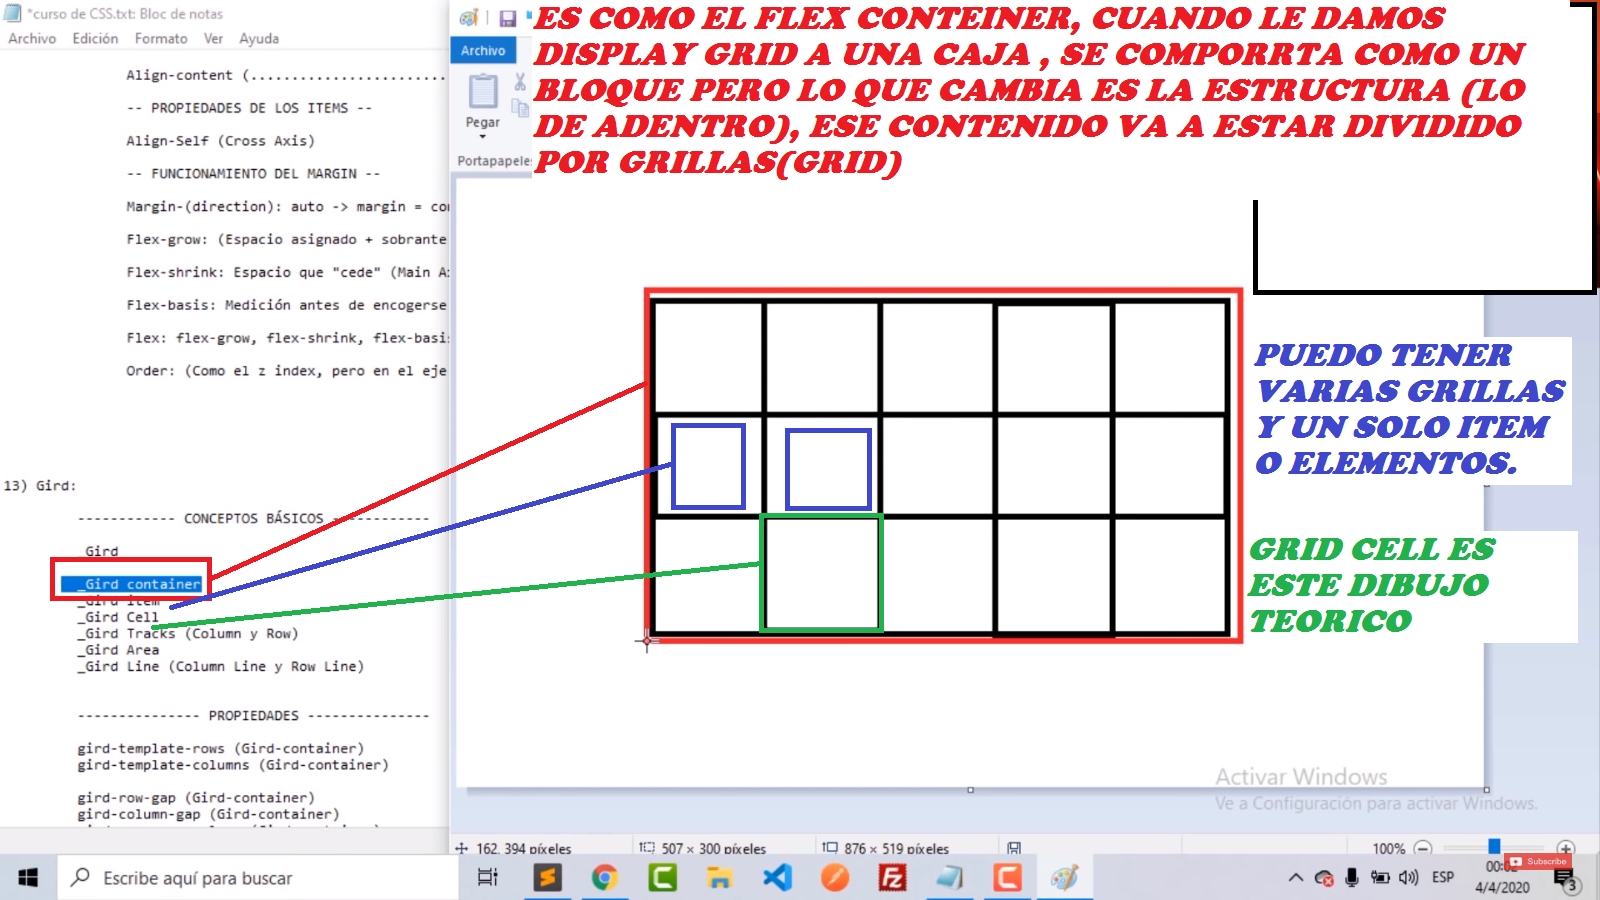 *curso de CSS.txt: Bloc de notas
Archivo Edición Formato Ver Ayuda
Align-content (........................
-- PROPIEDADES DE LOS ITEMS --
Align-Self (Cross Axis)
-- FUNCIONAMIENTO DEL MARGIN --
Margin-(direction): auto -> margin = co
Flex-grow: (Espacio asignado + sobrante
Flex-shrink: Espacio que "cede" (Main A
Flex-basis: Medición antes de encogerse
Flex: flex-grow, flex-shrink, flex-basi
Order: (Como el z index, pero en el eje
13) Gird:
------------ CONCEPTOS BÁSICOS ------------
_Gird
_Gird container
_Gird item
_Gird Cell
_Gird Tracks (Column y Row)
_Gird Area
_Gird Line (Column Line y Row Line)
--------------- PROPIEDADES ---------------
gird-template-rows (Gird-container)
gird-template-columns (Gird-container)
gird-row-gap (Gird-container)
gird-column-gap (Gird-container)
Archivo
Pegar
Portapapeles
ES COMO EL FLEX CONTEINER, CUANDO LE DAMOS
DISPLAY GRID A UNA CAJA , SE COMPORRTA COMO UN
BLOQUE PERO LO QUE CAMBIA ES LA ESTRUCTURA (LO
DE ADENTRO), ESE CONTENIDO VA A ESTAR DIVIDIDO
POR GRILLAS(GRID)
PUEDO TENER
VARIAS GRILLAS
Y UN SOLO ITEM
O ELEMENTOS.
GRID CELL ES
ESTE DIBUJO
TEORICO
Activar Windows
Ve a Configuración para activar Windows.
162, 394 píxeles
507 × 300 píxeles
876 × 519 píxeles
100%
Escribe aquí para buscar
ESP
00:02
4/4/2020
Subscribe
3